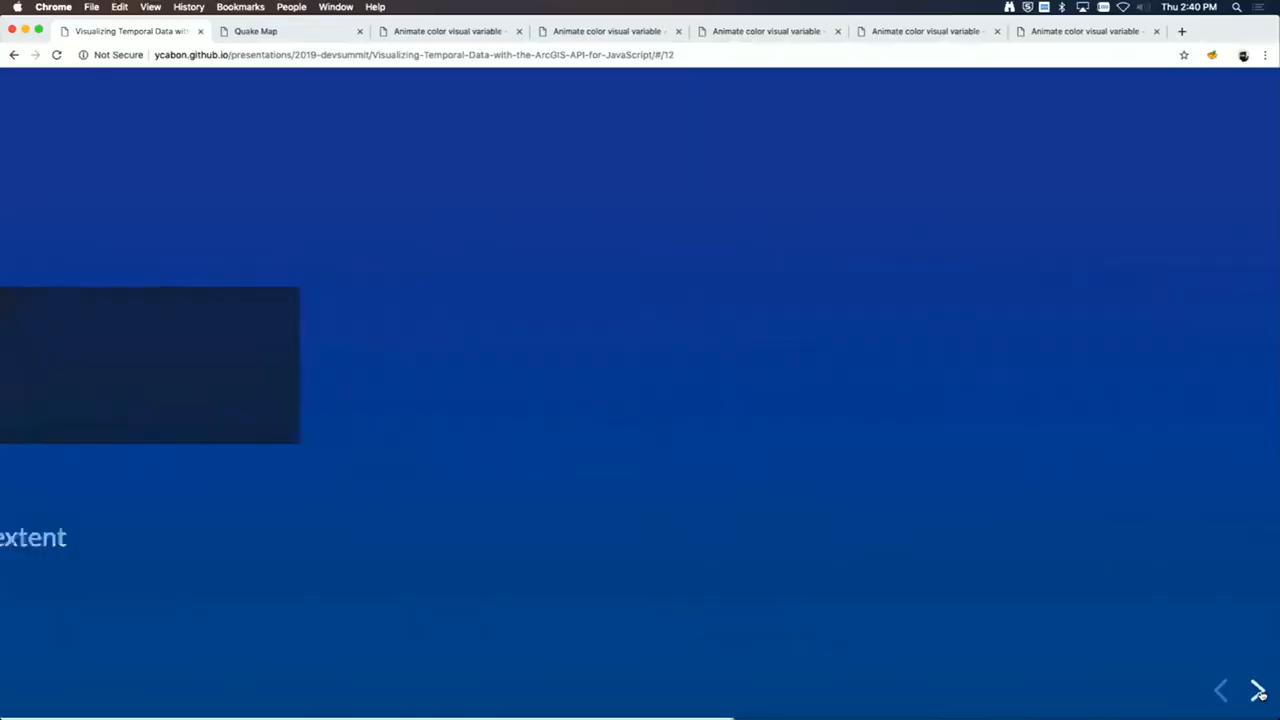 Chrome File Edit View History Bookmarks People Window Help Thu 2:40 PM
Visualizing Temporal Data with Quake Map Animate color visual variable - Animate color visual variable - Animate color visual variable - Animate color visual variable - Animate color visual variable -
Not Secure ycabon.github.io/presentations/2019-devsummit/Visualizing-Temporal-Data-with-the-ArcGIS-API-for-JavaScript/#/12
extent